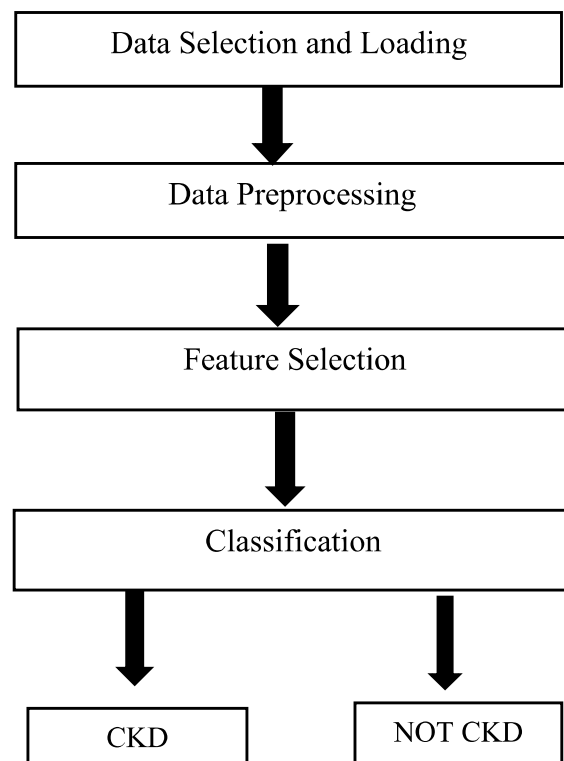 Data Selection and Loading
Data Preprocessing
Feature Selection
Classification
CKD
NOT CKD